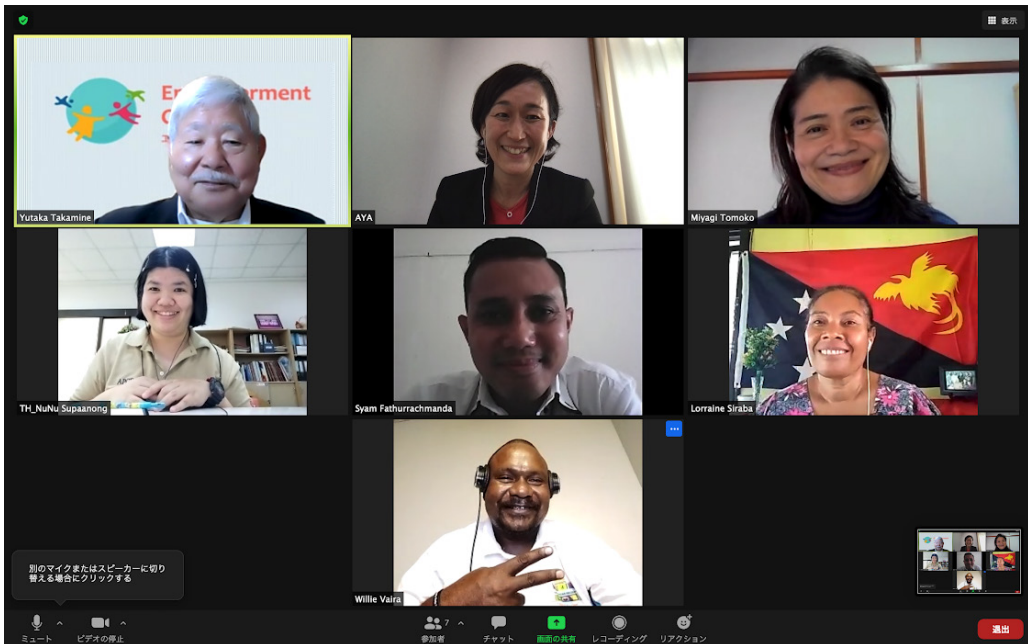 表示
Yutaka Takamine
AYA
Miyagi Tomoko
TH_NuNu Supaanong
Syam Fathurrachmanda
Lorraine Siraba
Willie Vaira
別のマイクまたはスピーカーに切り
替える場合にクリックする
ミュート
ビデオの停止
参加者
7
チャット
画面の共有
レコーディング
リアクション
退出